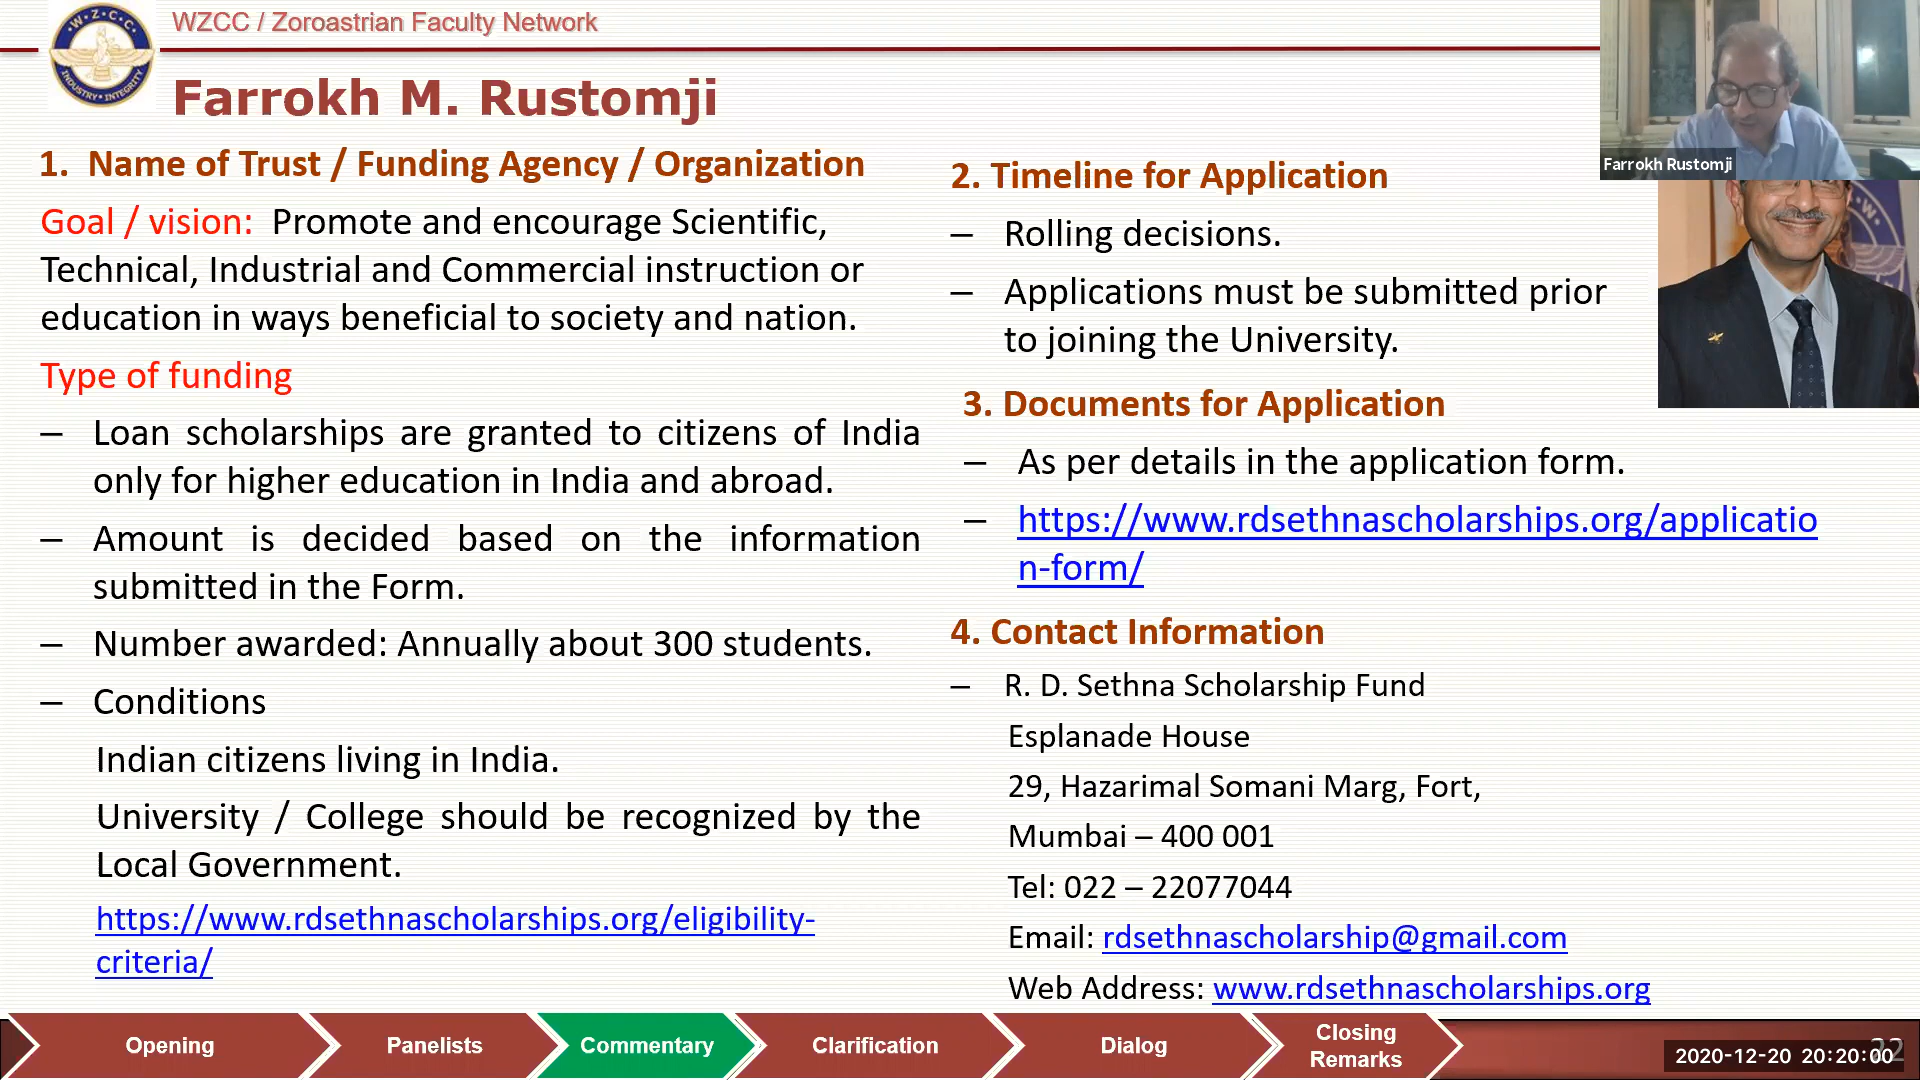 WZCC / Zoroastrian Faculty Network
W.Z.C.C.
INDUSTRY • INTEGRITY
Farrokh M. Rustomji
1. Name of Trust / Funding Agency / Organization
Goal / vision: Promote and encourage Scientific,
Technical, Industrial and Commercial instruction or
education in ways beneficial to society and nation.
Type of funding
– Loan scholarships are granted to citizens of India
only for higher education in India and abroad.
– Amount is decided based on the information
submitted in the Form.
– Number awarded: Annually about 300 students.
– Conditions
Indian citizens living in India.
University / College should be recognized by the
Local Government.
https://www.rdsethnascholarships.org/eligibility-
criteria/
2. Timeline for Application
– Rolling decisions.
– Applications must be submitted prior
to joining the University.
3. Documents for Application
– As per details in the application form.
– https://www.rdsethnascholarships.org/applicatio
n-form/
4. Contact Information
– R. D. Sethna Scholarship Fund
Esplanade House
29, Hazarimal Somani Marg, Fort,
Mumbai – 400 001
Tel: 022 – 22077044
Email: rdsethnascholarship@gmail.com
Web Address: www.rdsethnascholarships.org
Farrokh Rustomji
Opening
Panelists
Commentary
Clarification
Dialog
Closing
Remarks
22
2020-12-20 20:20:00